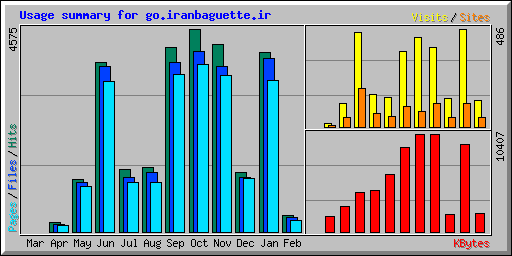 Usage summary for go.iranbaguette.ir
Visits / Sites
4575
486
10407
Pages / Files / Hits
Mar Apr May Jun Jul Aug Sep Oct Nov Dec Jan Feb
KBytes